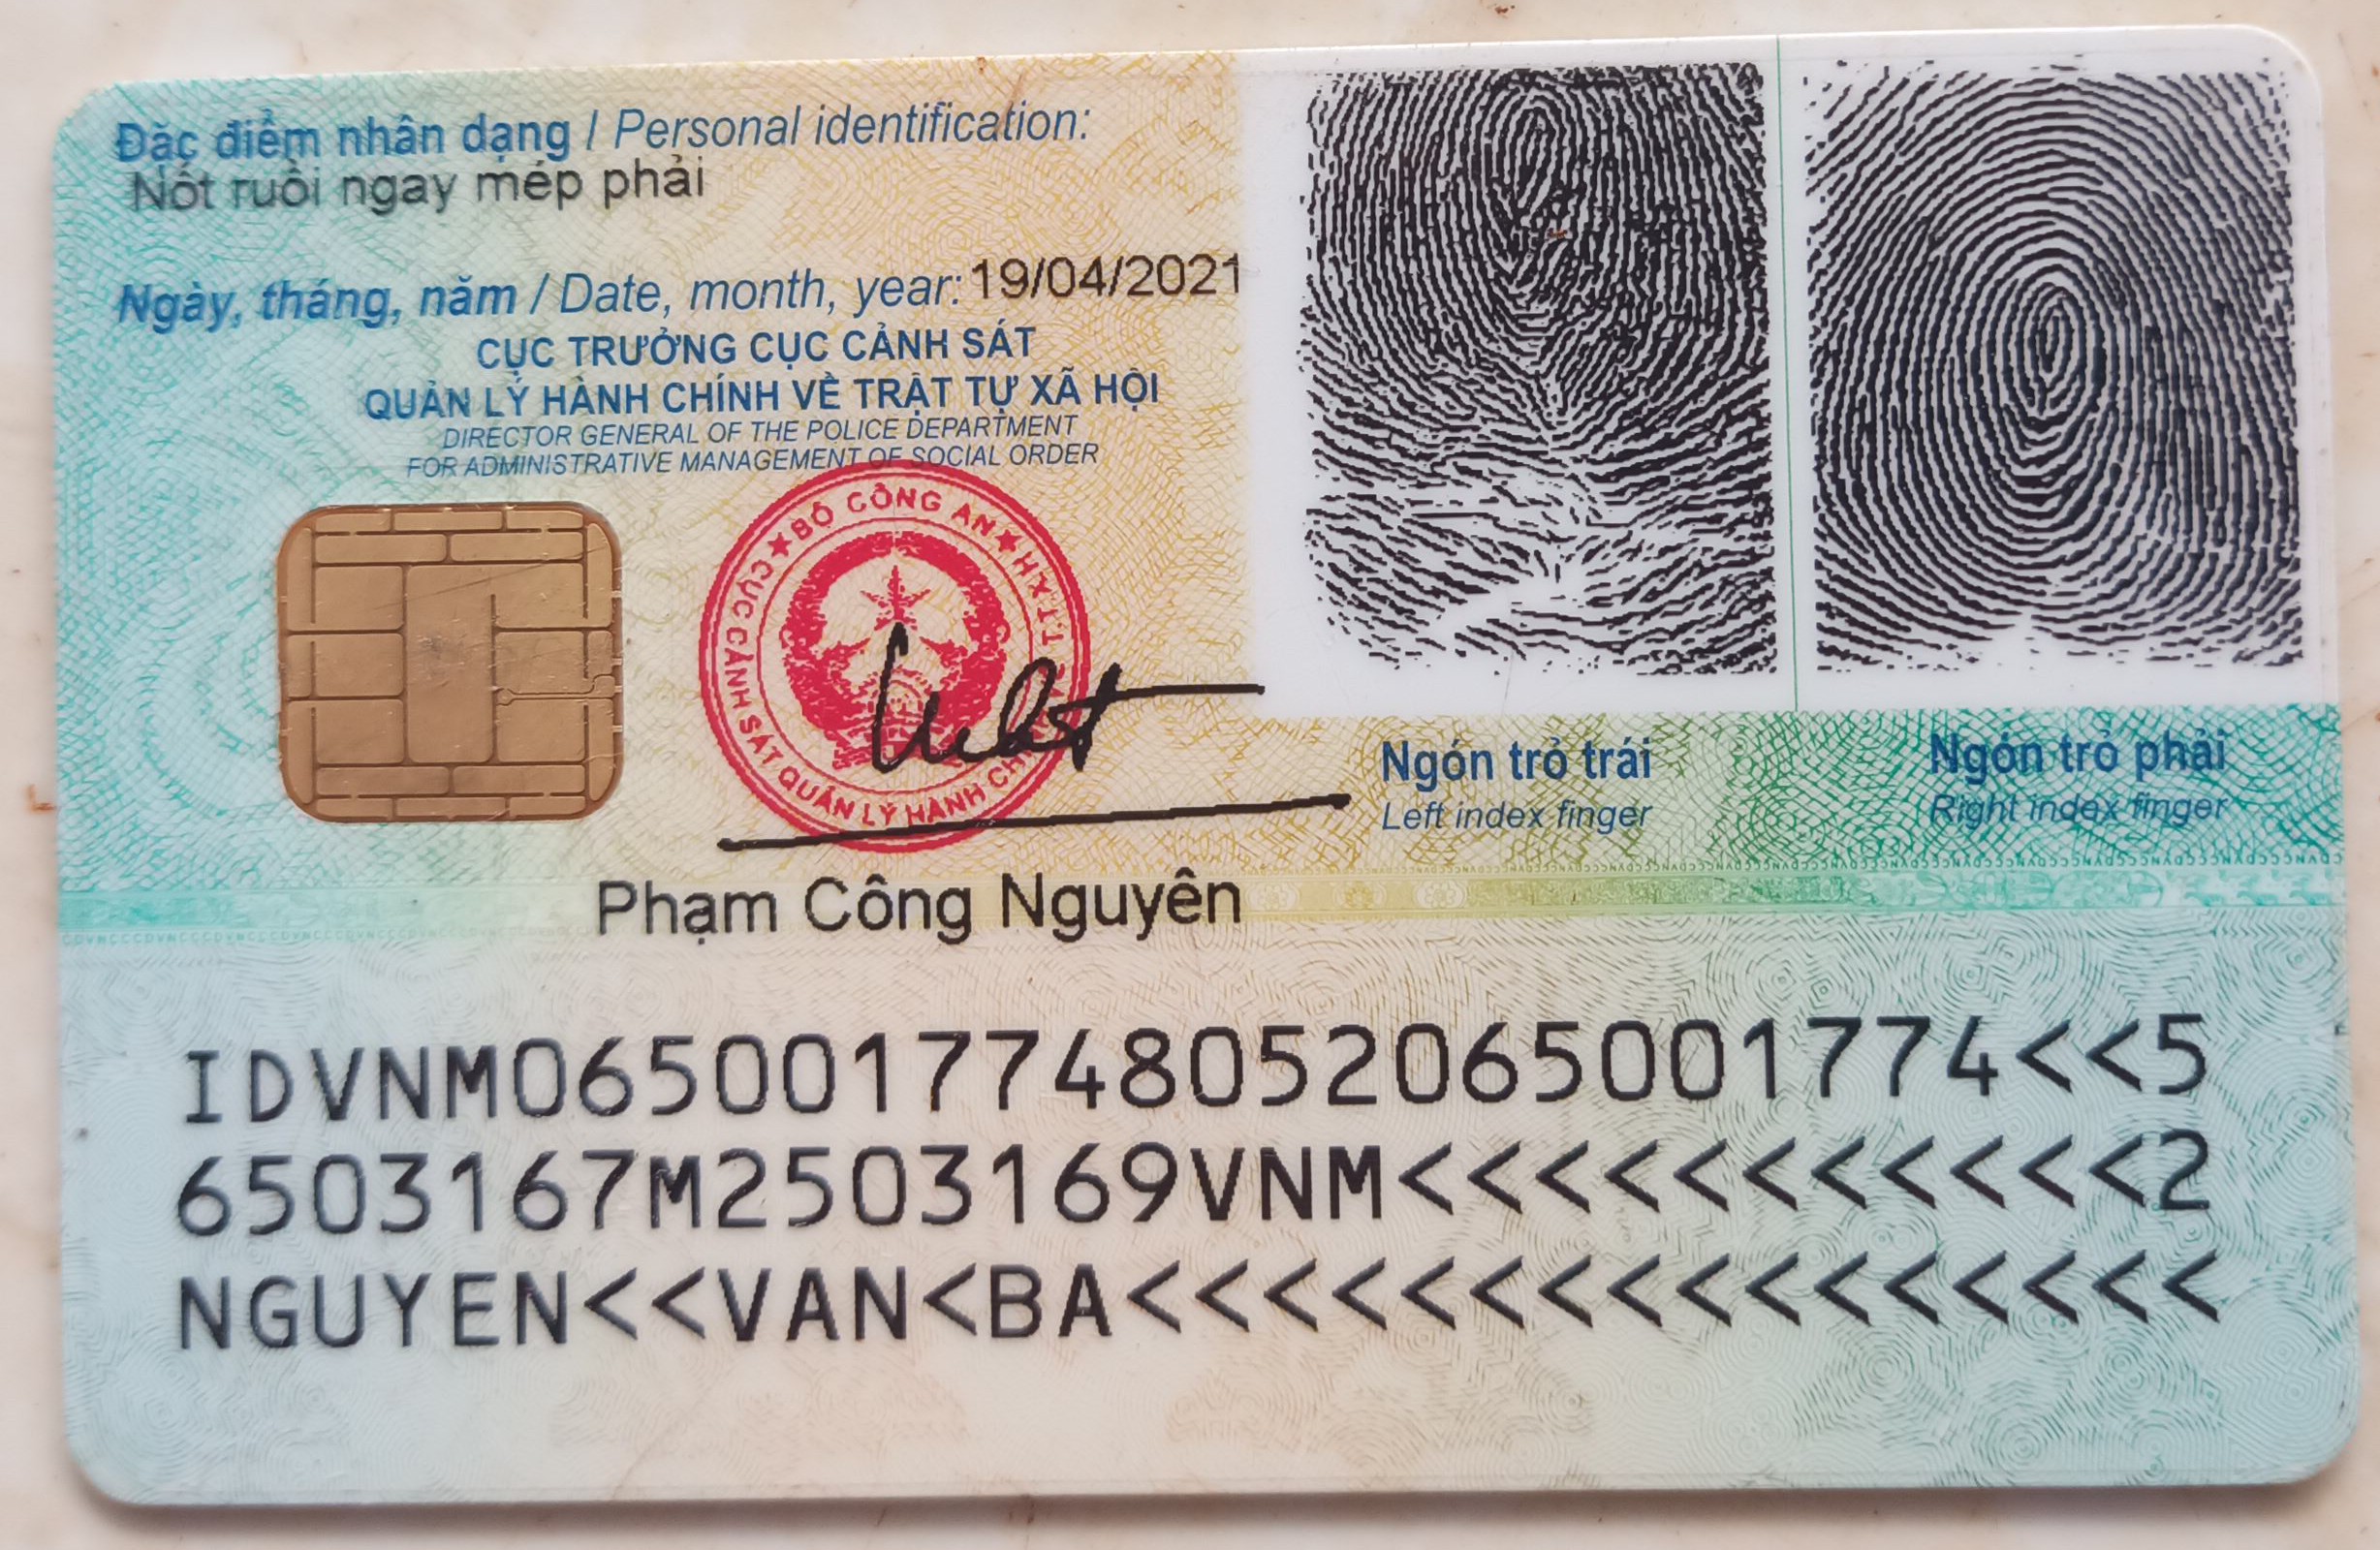 Đặc điểm nhân dạng / Personal identification:
Nốt ruồi ngay mép phải
Ngày, tháng, năm / Date, month, year: 19/04/2021
CỤC TRƯỞNG CỤC CẢNH SÁT
QUẢN LÝ HÀNH CHÍNH VỀ TRẬT TỰ XÃ HỘI
DIRECTOR GENERAL OF THE POLICE DEPARTMENT
FOR ADMINISTRATIVE MANAGEMENT OF SOCIAL ORDER
BỘ CÔNG AN
CỤC CẢNH SÁT QUẢN LÝ HÀNH TTXH
Phạm Công Nguyên
Ngón trỏ trái
Left index finger
Ngón trỏ phải
Right index finger
IDVNM0650017748052065001774<<5
6503167M2503169VNM<<<<<<<<<<<2
NGUYEN<<VAN<BA<<<<<<<<<<<<<<<<